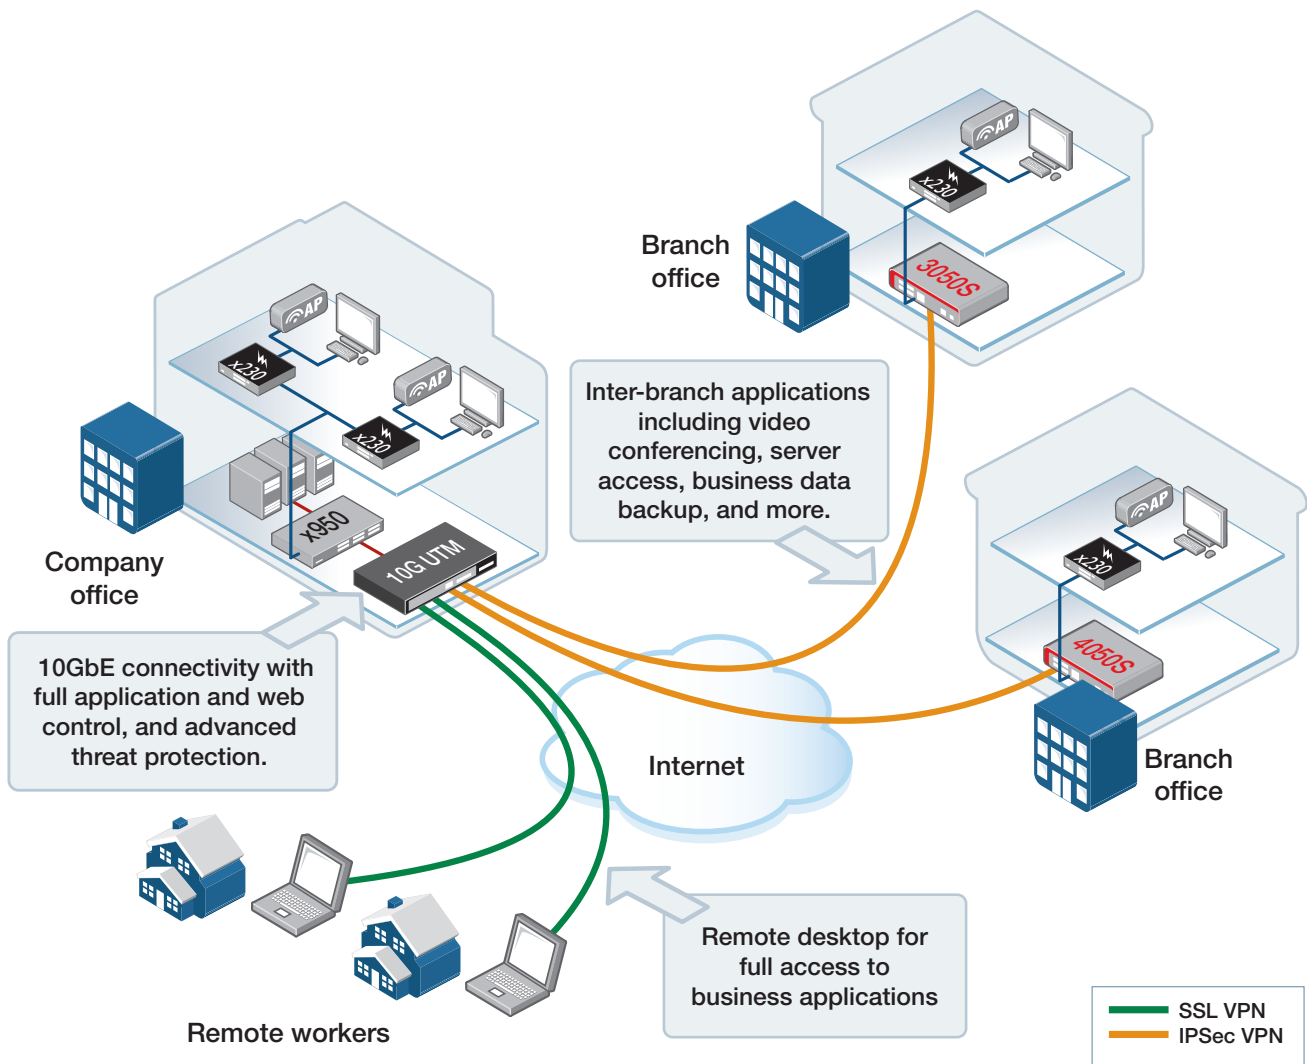 AP
x230
Branch
office
3050S
AP
x230
AP
x230
Inter-branch applications
including video
conferencing, server
access, business data
backup, and more.
x950
10G UTM
Company
office
AP
x230
4050S
10GbE connectivity with
full application and web
control, and advanced
threat protection.
Internet
Branch
office
Remote desktop for
full access to
business applications
Remote workers
SSL VPN
IPSec VPN